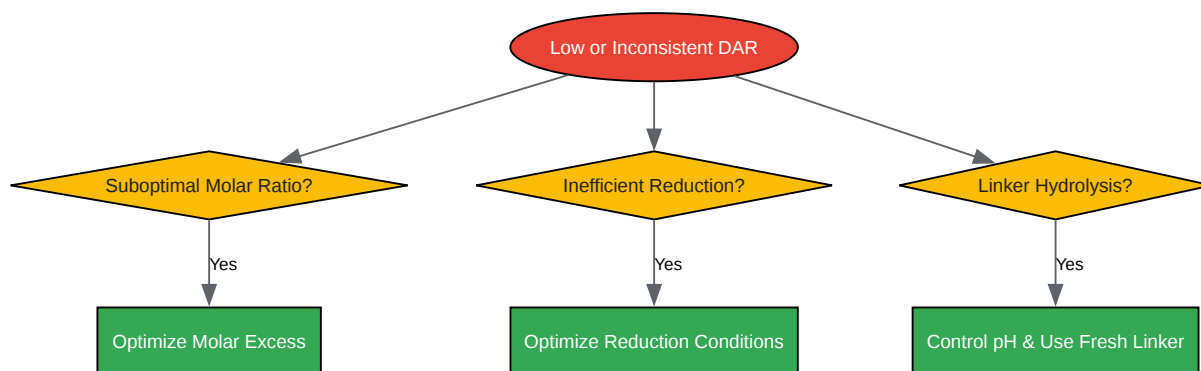 Low or Inconsistent DAR
Suboptimal Molar Ratio?
Inefficient Reduction?
Linker Hydrolysis?
Yes
Yes
Yes
Optimize Molar Excess
Optimize Reduction Conditions
Control pH & Use Fresh Linker